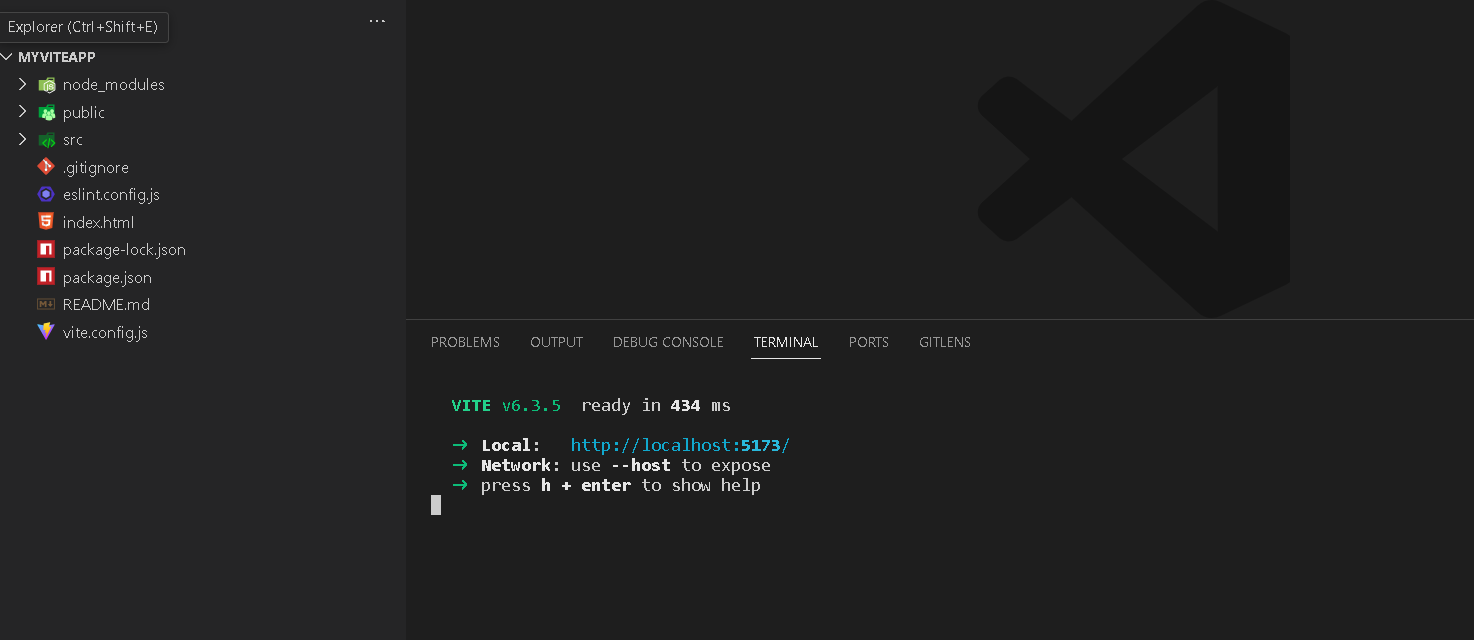 ...
Explorer (Ctrl+Shift+E)
MYVITEAPP
node_modules
public
src
.gitignore
eslint.config.js
index.html
package-lock.json
package.json
README.md
vite.config.js
PROBLEMS OUTPUT DEBUG CONSOLE TERMINAL PORTS GITLENS
VITE v6.3.5 ready in 434 ms
➜ Local: http://localhost:5173/
➜ Network: use --host to expose
➜ press h + enter to show help